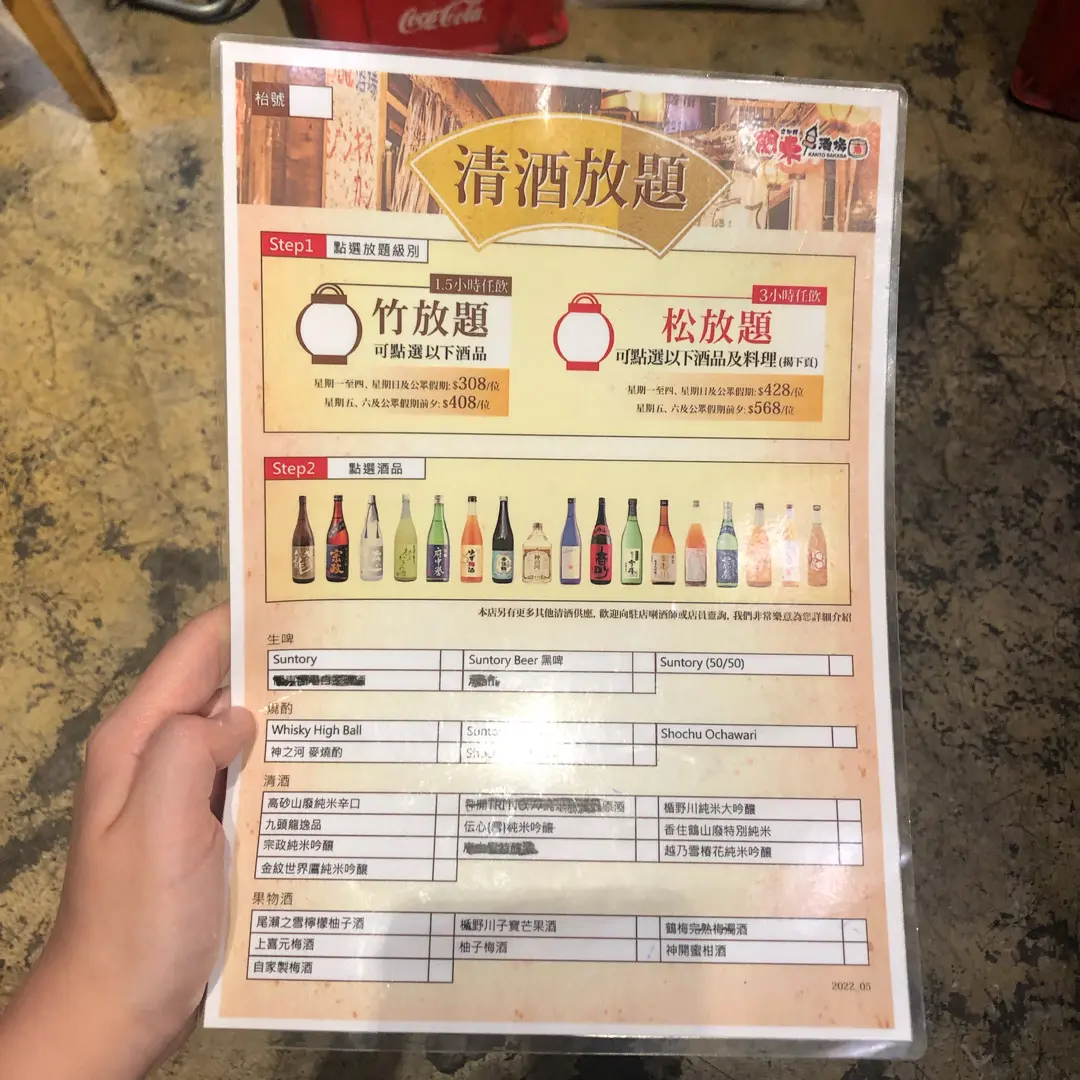 Coca-Cola
枱號
清酒放題
酒場
KANTO SAKABA
Step1 點選放題級別
1.5小時任飲
竹放題
可點選以下酒品
星期一至四、星期日及公眾假期: $308/位
星期五、六及公眾假期前夕: $408/位
3小時任飲
松放題
可點選以下酒品及料理(揭下頁)
星期一至四、星期日及公眾假期: $428/位
星期五、六及公眾假期前夕: $568/位
Step2 點選酒品
宗政
本店另有更多其他清酒供應, 歡迎向駐店唎酒師或店員查詢, 我們非常樂意為您詳細介紹
生啤
Suntory
Suntory Beer 黑啤
Suntory (50/50)
燒酌
Whisky High Ball
Shochu Ochawari
神之河 麥燒酌
清酒
高砂山廢純米辛口
楯野川純米大吟釀
九頭龍逸品
伝心(雪)純米吟釀
香住鶴山廢特別純米
宗政純米吟釀
越乃雪椿花純米吟釀
金紋世界鷹純米吟釀
果物酒
尾瀨之雪檸檬柚子酒
楯野川子寶芒果酒
鶴梅完熟梅酒
上喜元梅酒
柚子梅酒
神開蜜柑酒
自家製梅酒
2022_05